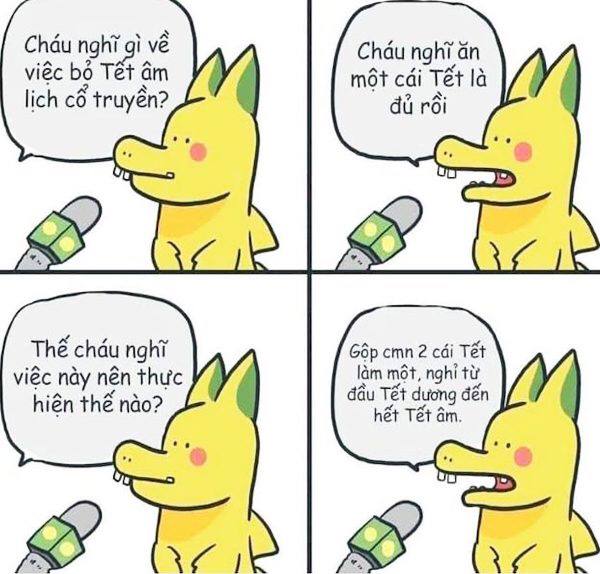 Cháu nghĩ gì về
việc bỏ Tết âm
lịch cổ truyền?
Cháu nghĩ ăn
một cái Tết là
đủ rồi
Thế cháu nghĩ
việc này nên thực
hiện thế nào?
Gộp cmn 2 cái Tết
làm một, nghỉ từ
đầu Tết dương đến
hết Tết âm.